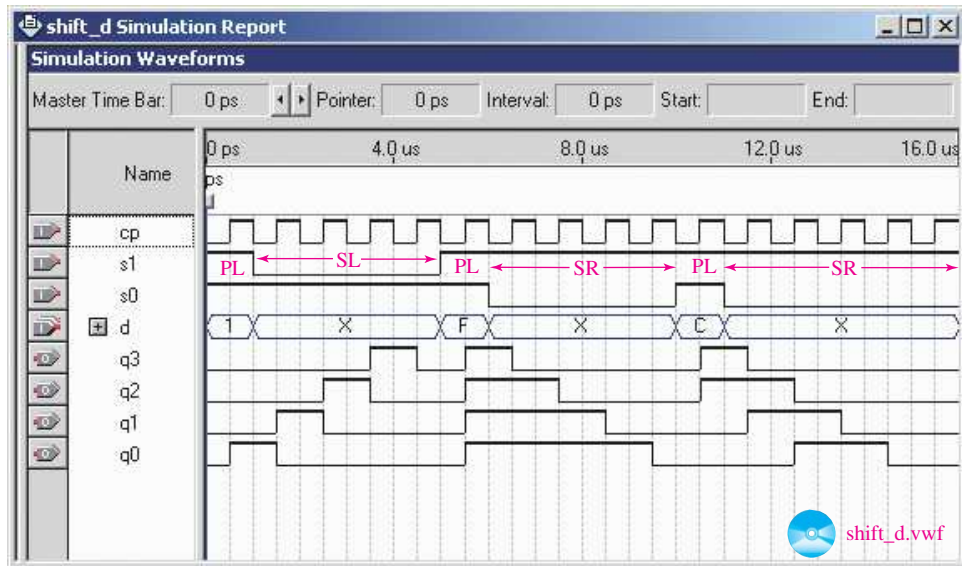 shift_d Simulation Report
Simulation Waveforms
Master Time Bar: 0 ps Pointer: 0 ps Interval: 0 ps Start: End:
Name 0 ps 4.0 us 8.0 us 12.0 us 16.0 us
ps
cp
s1 PL SL PL SR PL SR
s0
d 1 X F X C X
q3
q2
q1
q0
shift_d.vwf